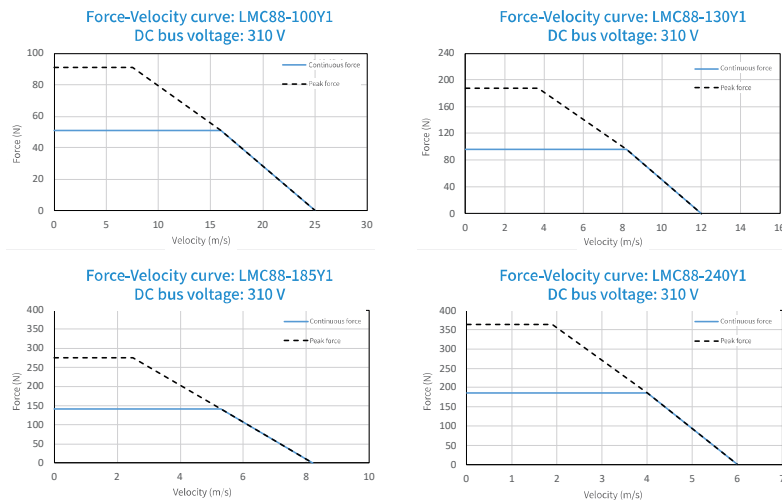 Force-Velocity curve: LMC88-100Y1
DC bus voltage: 310 V
100
80
60
40
20
0
Force (N)
0 5 10 15 20 25 30
Velocity (m/s)
Continuous force
Peak force
Force-Velocity curve: LMC88-130Y1
DC bus voltage: 310 V
240
200
160
120
80
40
0
Force (N)
0 2 4 6 8 10 12 14 16
Velocity (m/s)
Continuous force
Peak force
Force-Velocity curve: LMC88-185Y1
DC bus voltage: 310 V
400
350
300
250
200
150
100
50
0
Force (N)
0 2 4 6 8 10
Velocity (m/s)
Continuous force
Peak force
Force-Velocity curve: LMC88-240Y1
DC bus voltage: 310 V
400
350
300
250
200
150
100
50
0
Force (N)
0 1 2 3 4 5 6 7
Velocity (m/s)
Continuous force
Peak force